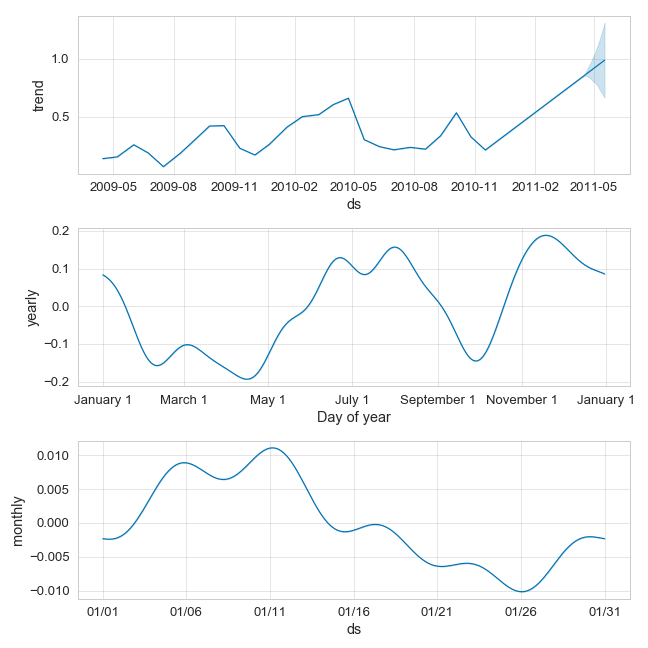 trend
1.0
0.5
2009-05 2009-08 2009-11 2010-02 2010-05 2010-08 2010-11 2011-02 2011-05
ds
yearly
0.2
0.1
0.0
−0.1
−0.2
January 1 March 1 May 1 July 1 September 1 November 1 January 1
Day of year
monthly
0.010
0.005
0.000
−0.005
−0.010
01/01 01/06 01/11 01/16 01/21 01/26 01/31
ds